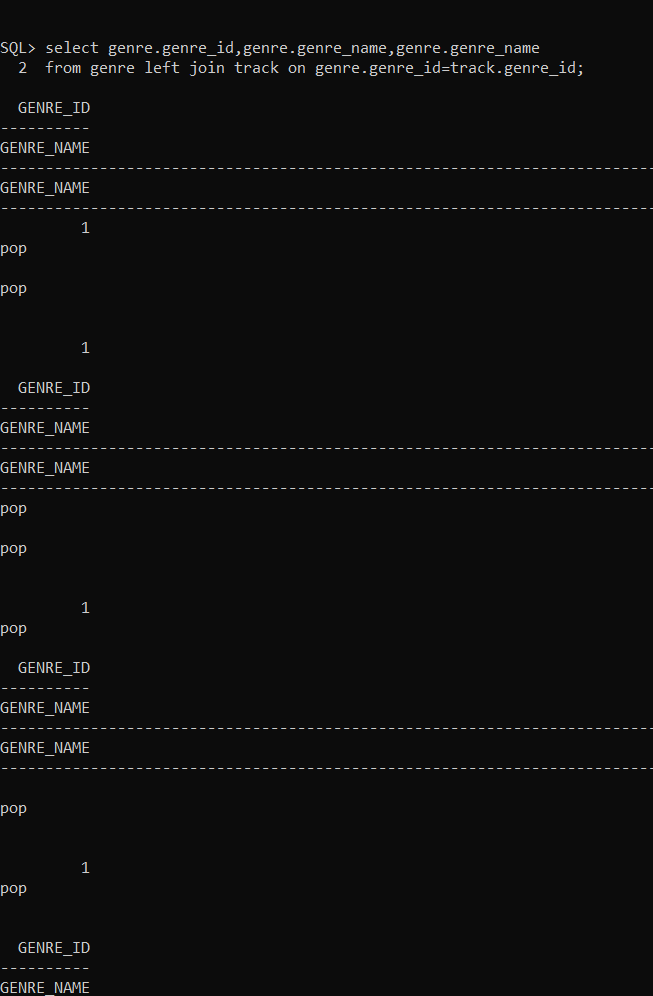 SQL> select genre.genre_id,genre.genre_name,genre.genre_name
  2  from genre left join track on genre.genre_id=track.genre_id;
  GENRE_ID
----------
GENRE_NAME
--------------------------------------------------------------------------------
GENRE_NAME
--------------------------------------------------------------------------------
         1
pop
pop
         1
  GENRE_ID
----------
GENRE_NAME
--------------------------------------------------------------------------------
GENRE_NAME
--------------------------------------------------------------------------------
pop
pop
         1
pop
  GENRE_ID
----------
GENRE_NAME
--------------------------------------------------------------------------------
GENRE_NAME
--------------------------------------------------------------------------------
pop
         1
pop
  GENRE_ID
----------
GENRE_NAME